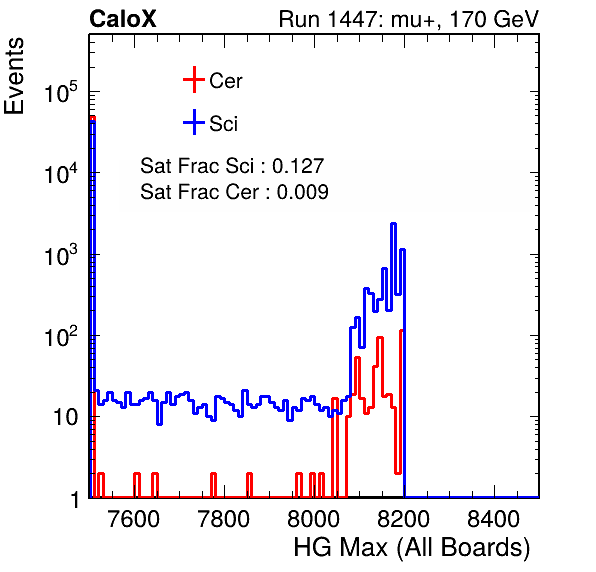 CaloX Run 1447: mu+, 170 GeV
Events
Cer
Sci
Sat Frac Sci : 0.127
Sat Frac Cer : 0.009
10^5
10^4
10^3
10^2
10
1
7600 7800 8000 8200 8400
HG Max (All Boards)